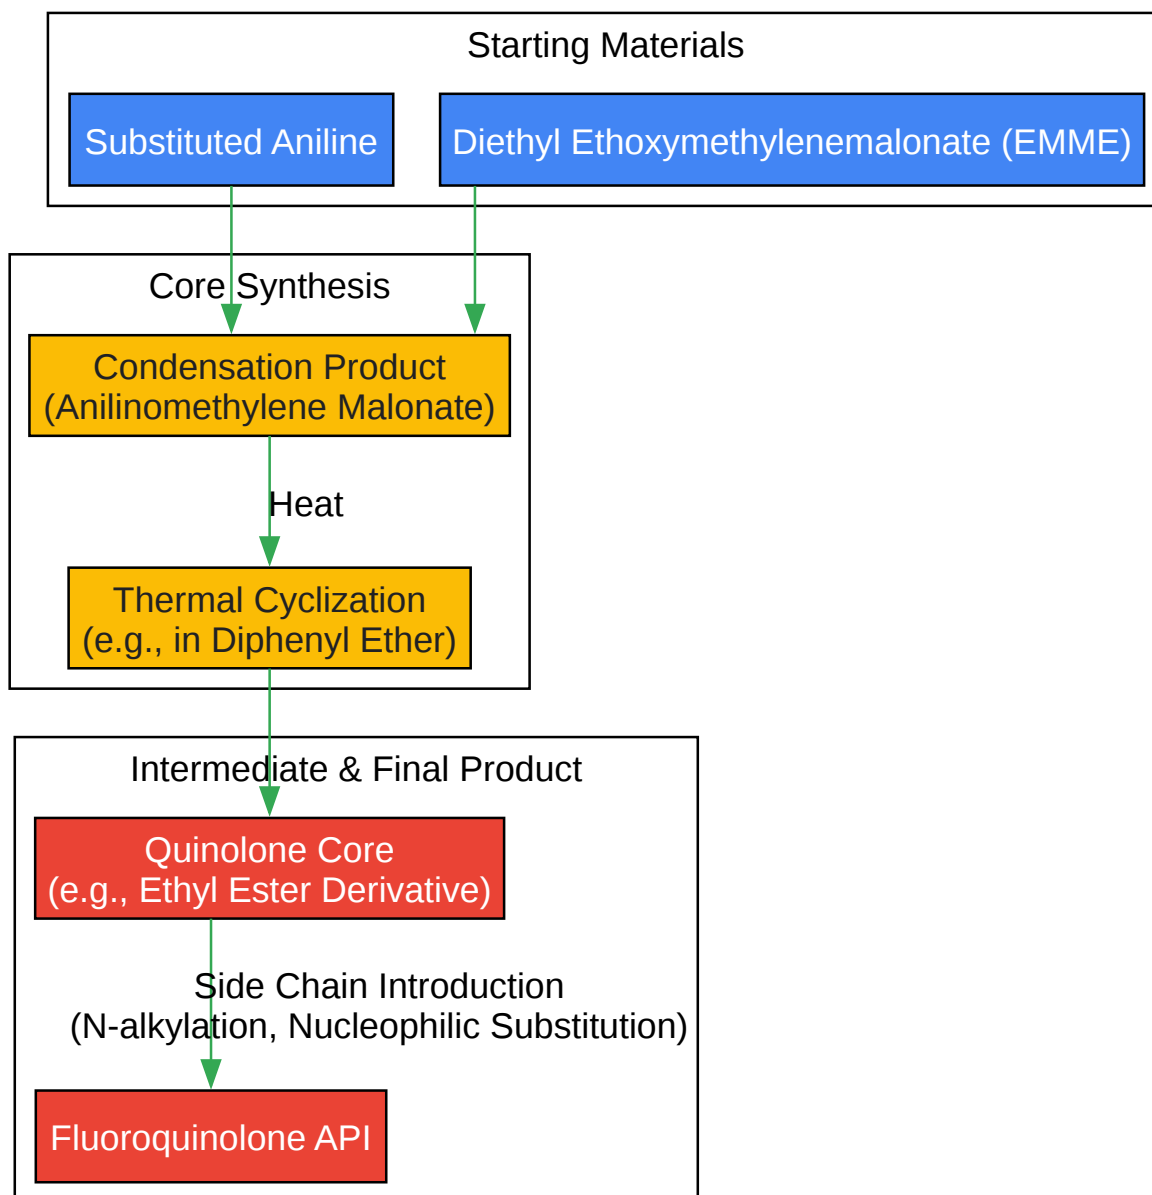 Starting Materials
Substituted Aniline
Diethyl Ethoxymethylenemalonate (EMME)
Core Synthesis
Condensation Product
(Anilinomethylene Malonate)
Heat
Thermal Cyclization
(e.g., in Diphenyl Ether)
Intermediate & Final Product
Quinolone Core
(e.g., Ethyl Ester Derivative)
Side Chain Introduction
(N-alkylation, Nucleophilic Substitution)
Fluoroquinolone API